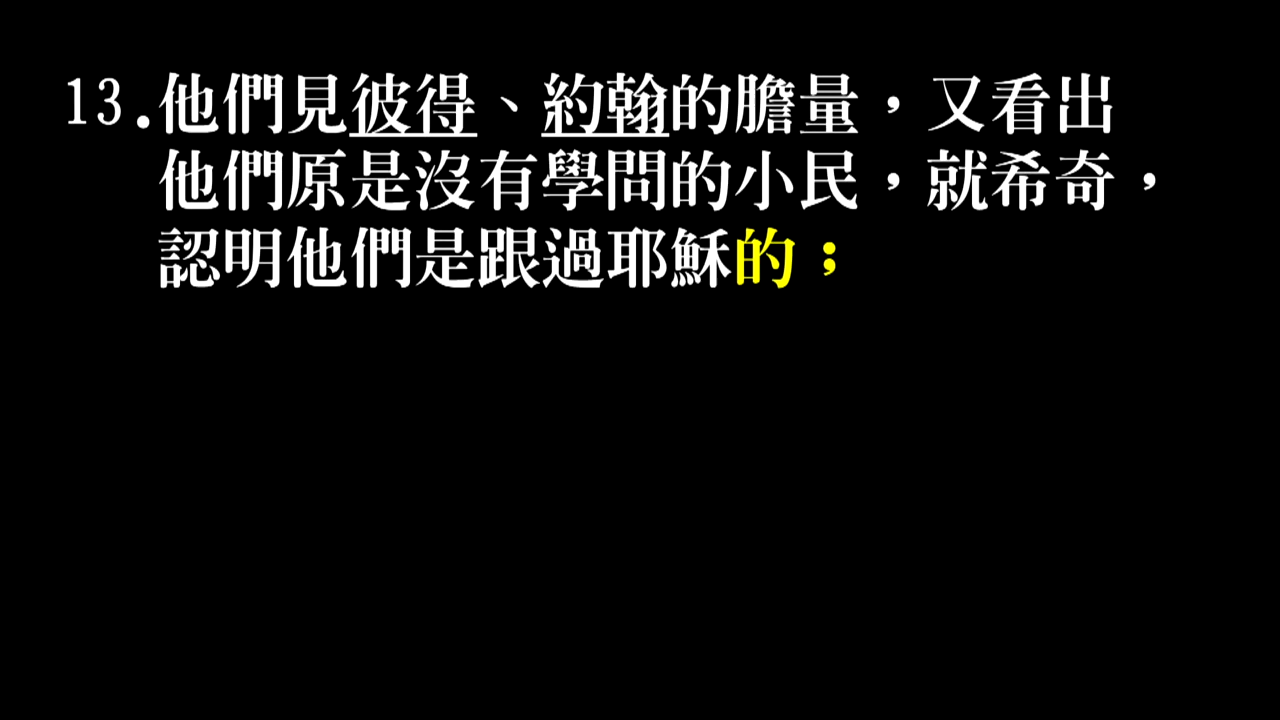 13.他們見彼得、約翰的膽量，又看出
他們原是沒有學問的小民，就希奇，
認明他們是跟過耶穌的；